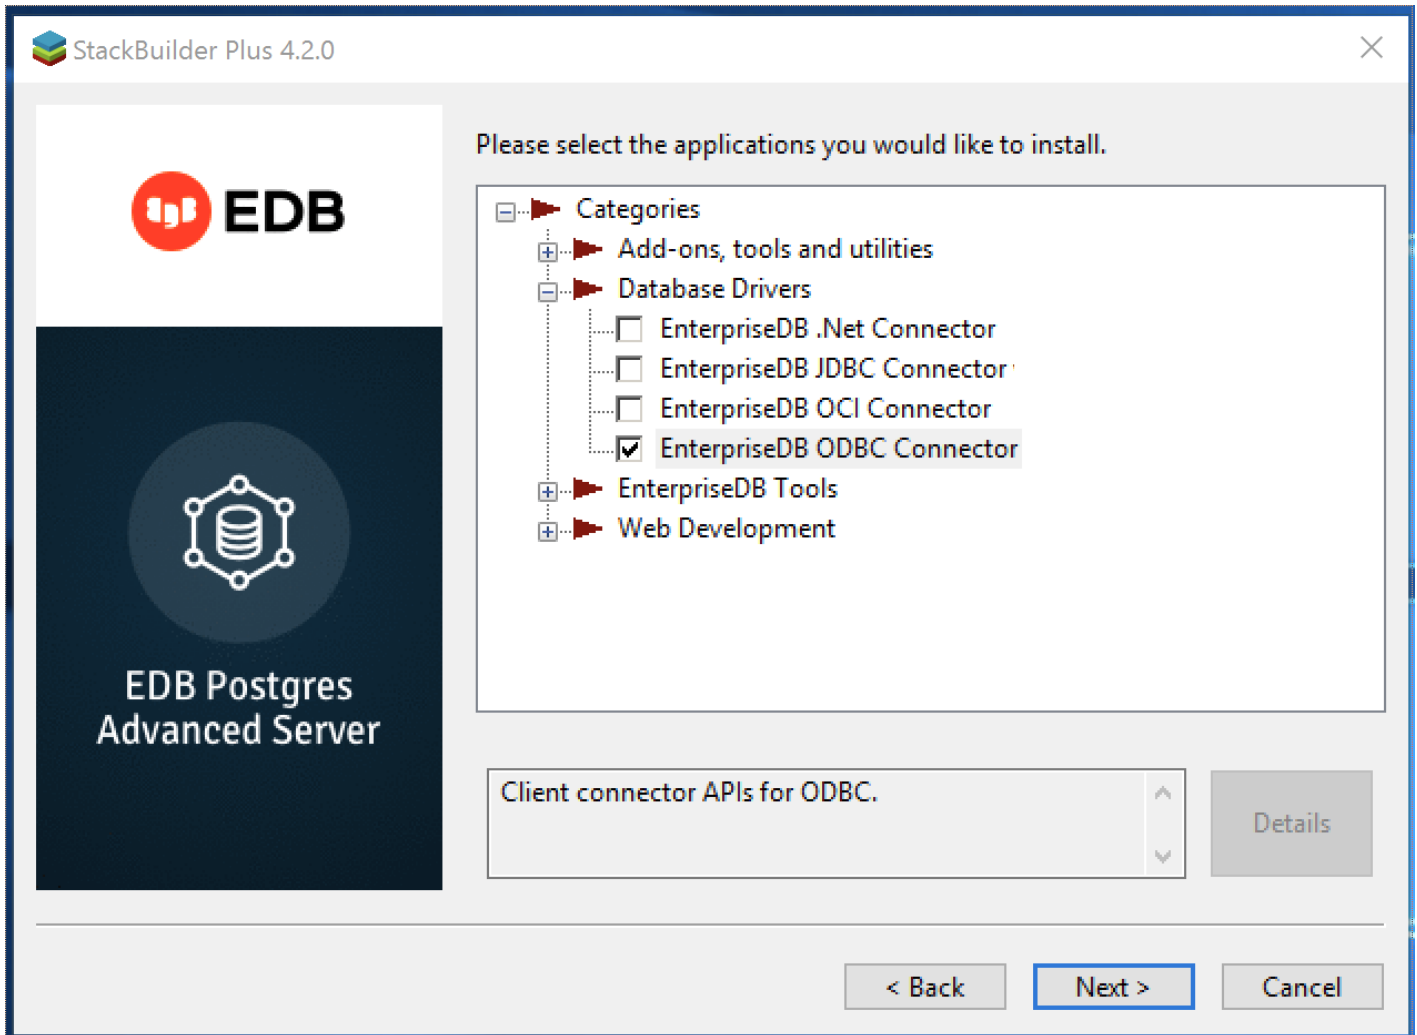 StackBuilder Plus 4.2.0
EDB
EDB Postgres
Advanced Server
Please select the applications you would like to install.
Categories
Add-ons, tools and utilities
Database Drivers
EnterpriseDB .Net Connector
EnterpriseDB JDBC Connector
EnterpriseDB OCI Connector
EnterpriseDB ODBC Connector
EnterpriseDB Tools
Web Development
Client connector APIs for ODBC.
Details
< Back
Next >
Cancel